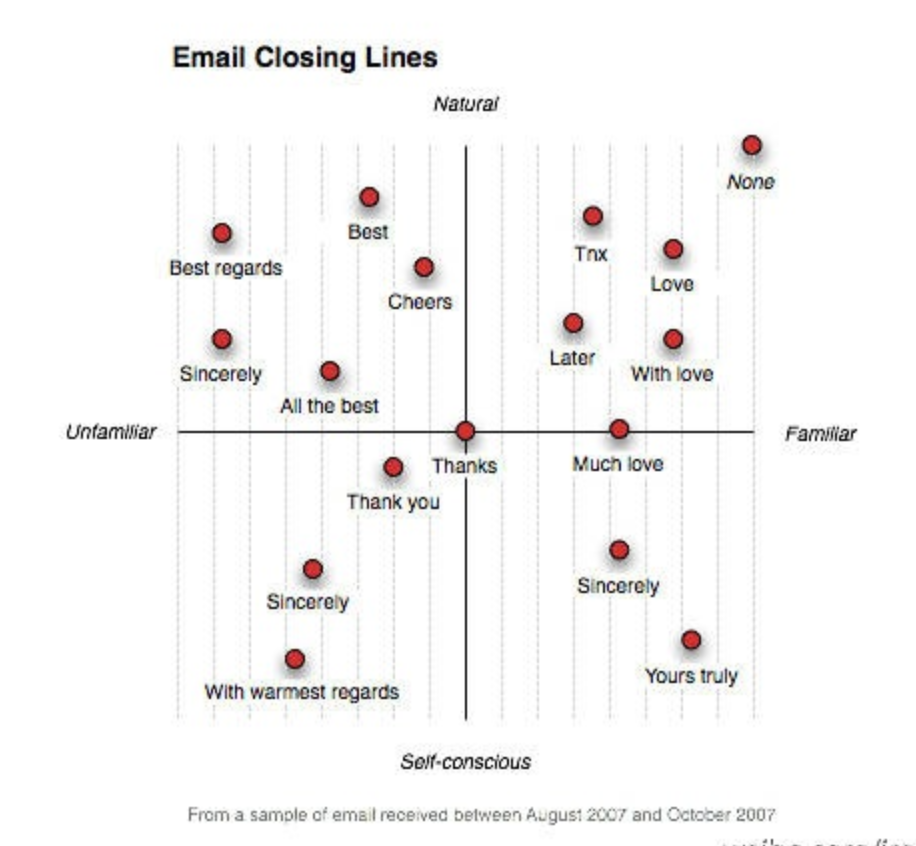 Email Closing Lines
Natural
None
Best
Tnx
Best regards
Love
Cheers
Later
Sincerely
With love
All the best
Unfamiliar
Familiar
Thanks
Much love
Thank you
Sincerely
Sincerely
Yours truly
With warmest regards
Self-conscious
From a sample of email received between August 2007 and October 2007